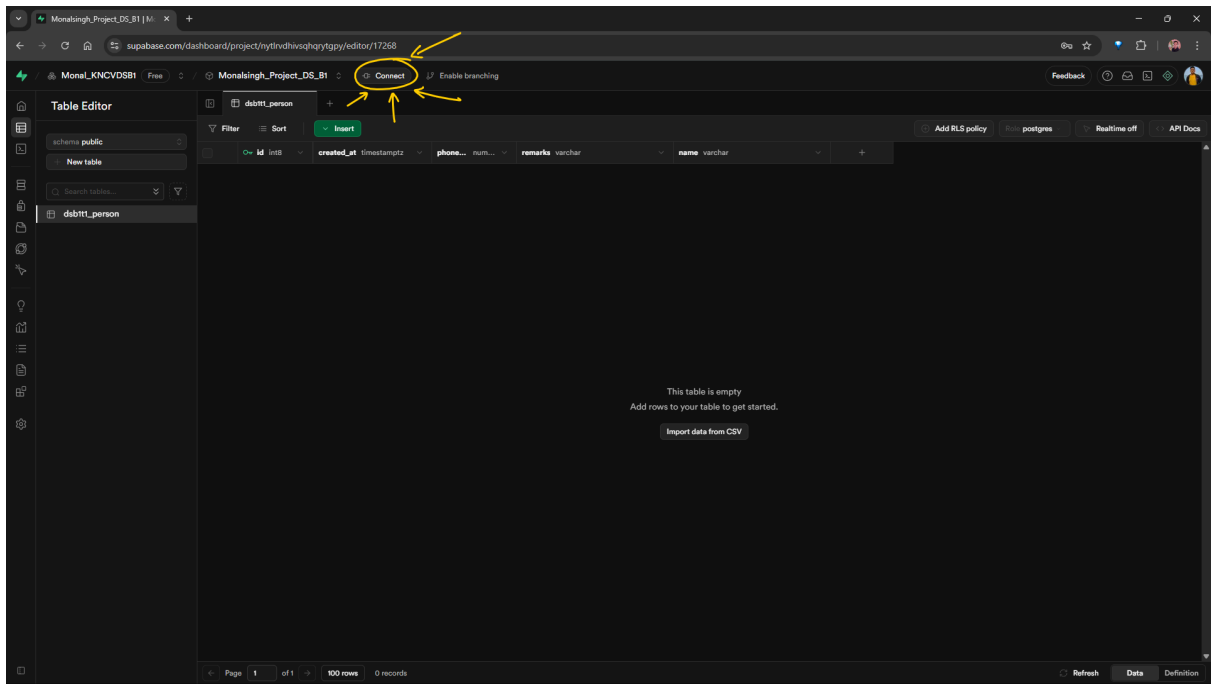 Monalsingh_Project_DS_B1 | M
supabase.com/dashboard/project/nytlrvdhivsqhqrytgpy/editor/17268
Monal_KNCVDSB1 Free / Monalsingh_Project_DS_B1 Connect Enable branching Feedback
Table Editor
dsb1t1_person
Filter Sort Insert Add RLS policy Role postgres Realtime off API Docs
schema public
New table
id int8 created_at timestamptz phone... num... remarks varchar name varchar
Search tables...
dsb1t1_person
This table is empty
Add rows to your table to get started.
Import data from CSV
Page 1 of 1 100 rows 0 records Refresh Data Definition